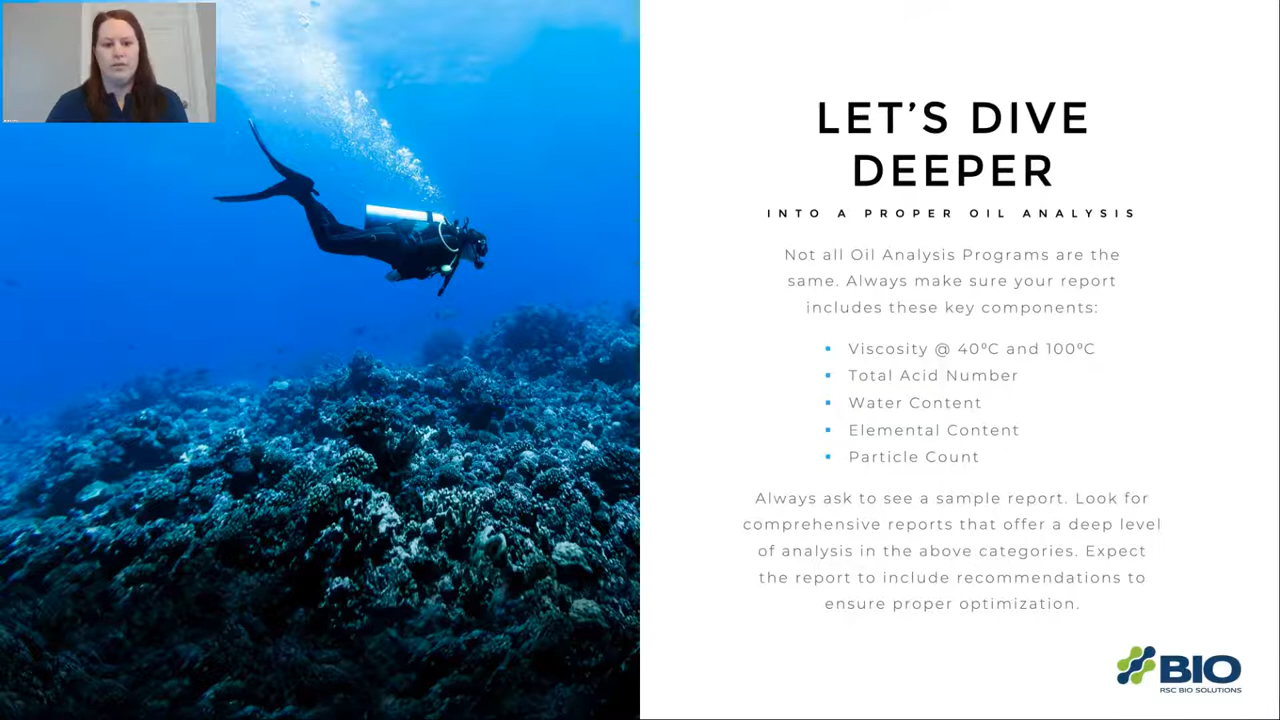 LET'S DIVE
DEEPER
INTO A PROPER OIL ANALYSIS
Not all Oil Analysis Programs are the
same. Always make sure your report
includes these key components:
▪ Viscosity @ 40⁰C and 100⁰C
▪ Total Acid Number
▪ Water Content
▪ Elemental Content
▪ Particle Count
Always ask to see a sample report. Look for
comprehensive reports that offer a deep level
of analysis in the above categories. Expect
the report to include recommendations to
ensure proper optimization.
BIO
RSC BIO SOLUTIONS